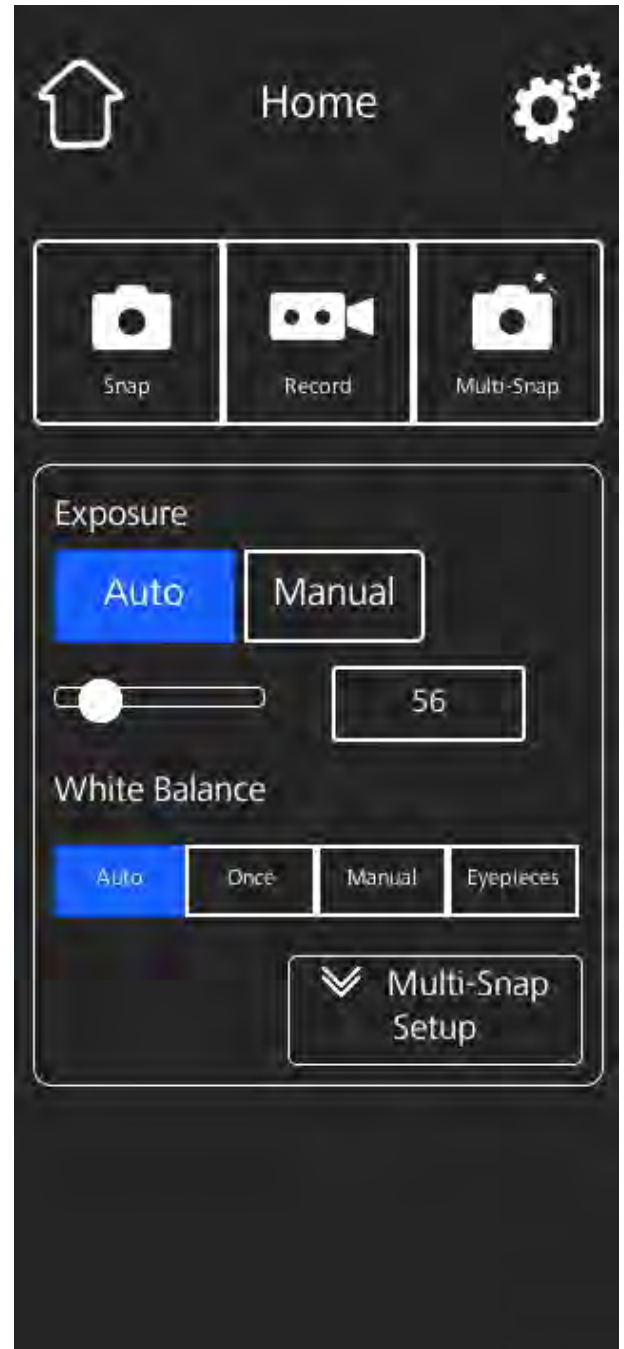 Home
Snap
Record
Multi-Snap
Exposure
Auto
Manual
56
White Balance
Auto
Once
Manual
Eyepieces
Multi-Snap
Setup